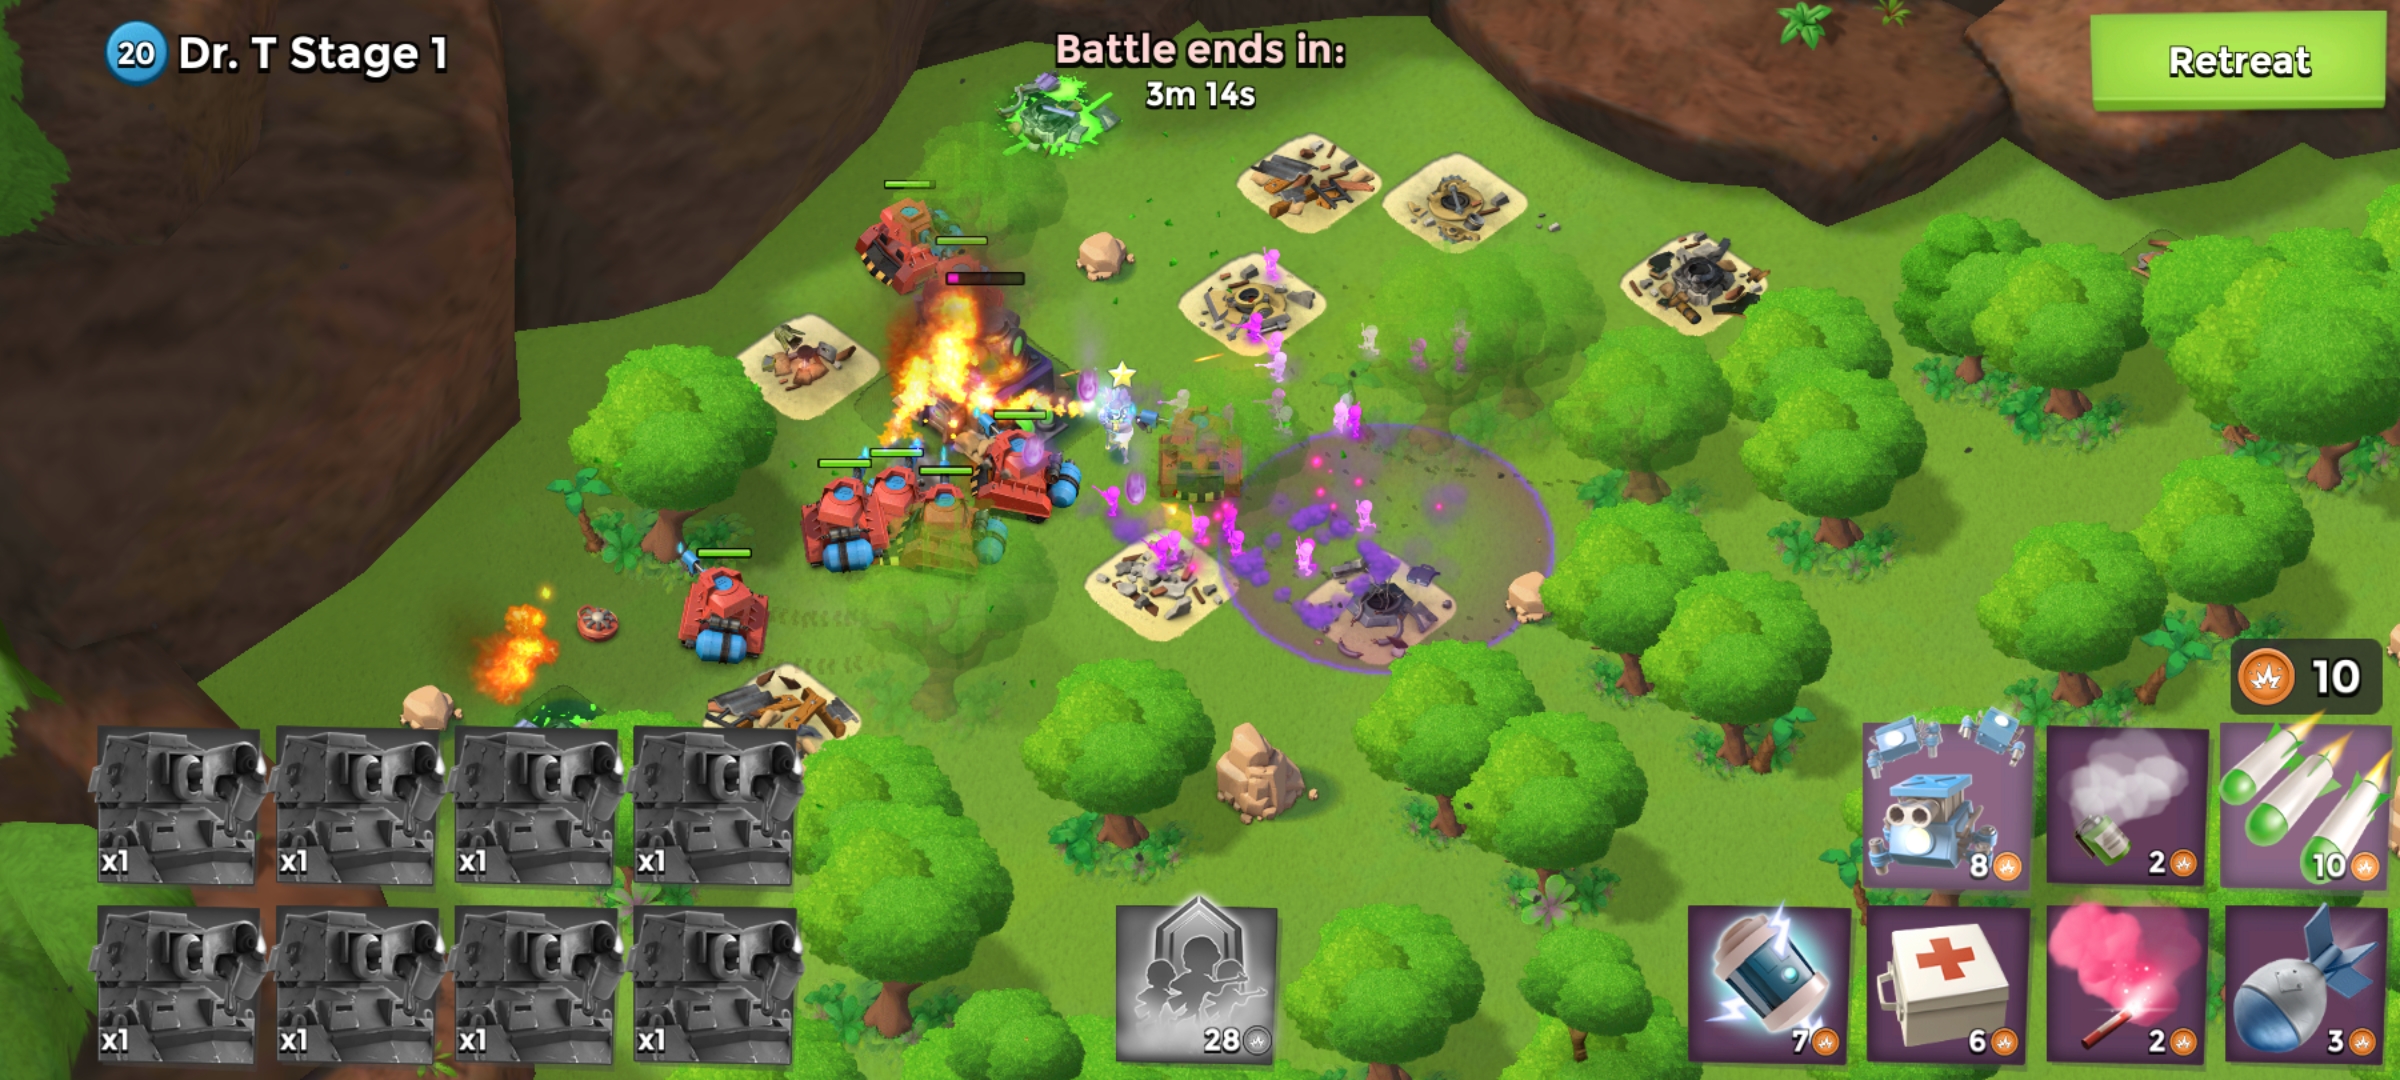 20 Dr. T Stage 1
Battle ends in:
3m 14s
Retreat
10
x1 x1 x1 x1
8 2 10
x1 x1 x1 x1
28
7 6 2 3